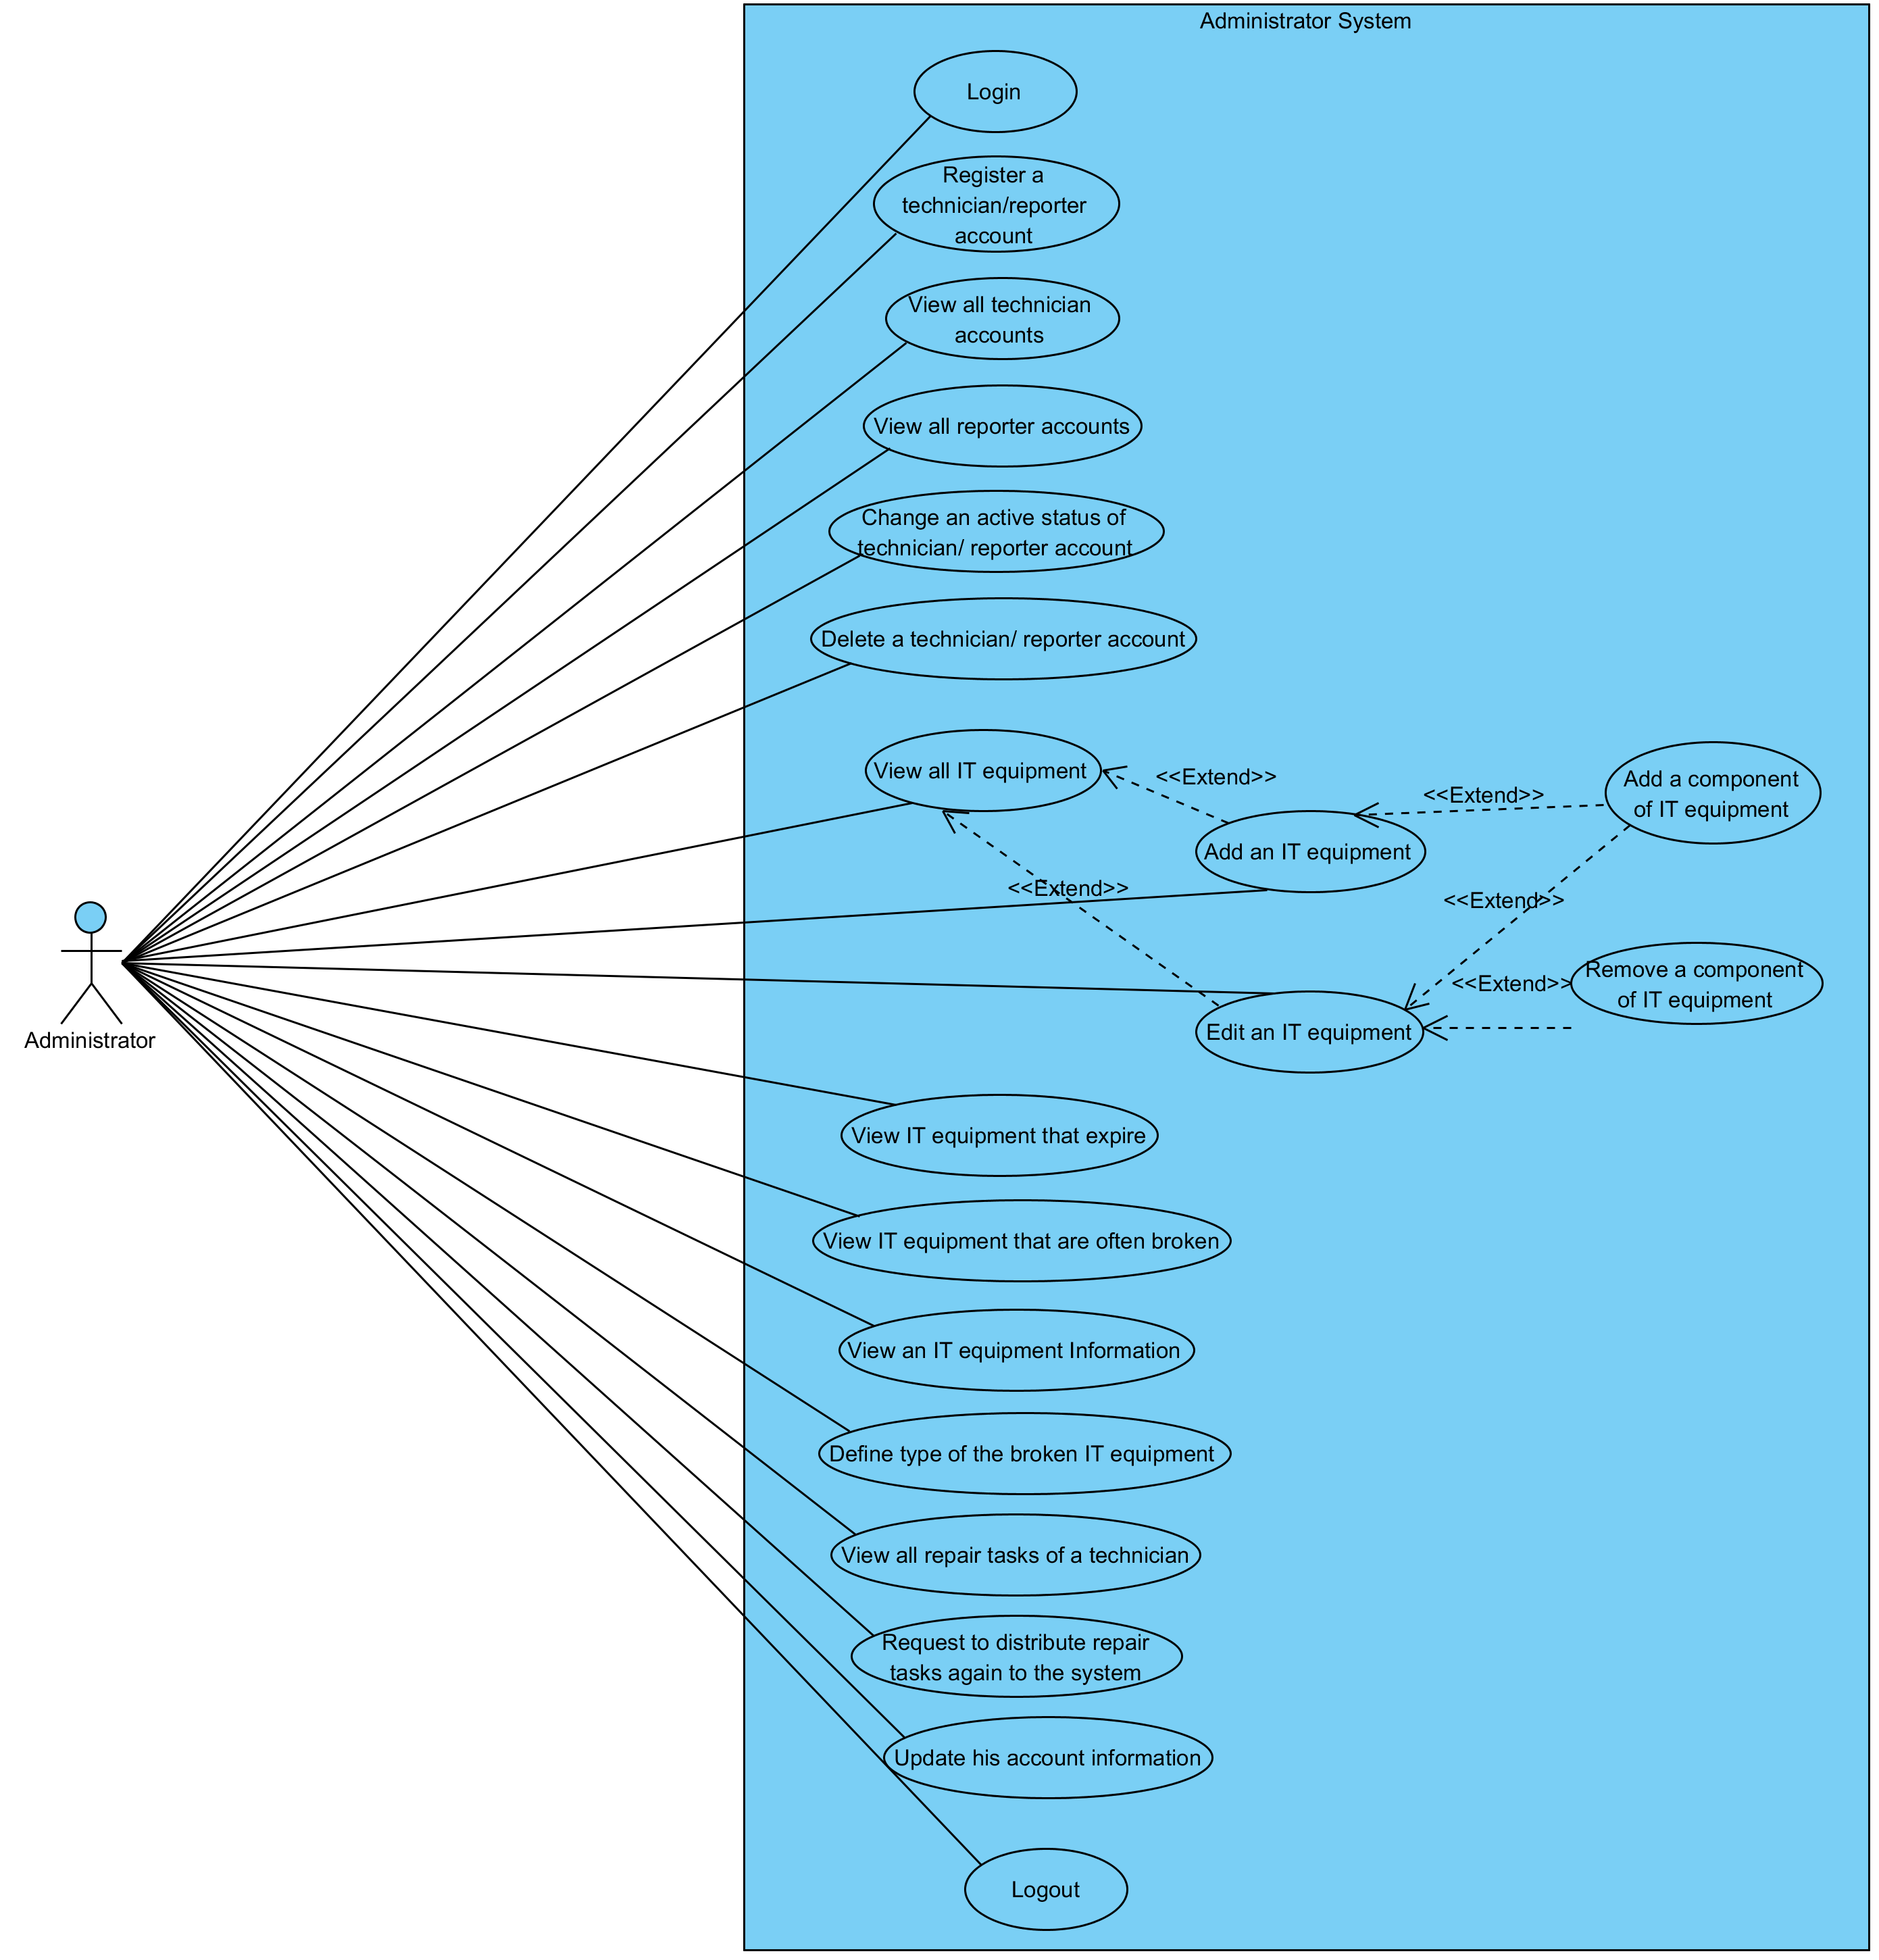 Administrator System
Login
Register a
technician/reporter
account
View all technician
accounts
View all reporter accounts
Change an active status of
technician/ reporter account
Delete a technician/ reporter account
View all IT equipment
<<Extend>>
<<Extend>>
Add a component
of IT equipment
Add an IT equipment
<<Extend>>
<<Extend>>
Remove a component
of IT equipment
<<Extend>>
Edit an IT equipment
Administrator
View IT equipment that expire
View IT equipment that are often broken
View an IT equipment Information
Define type of the broken IT equipment
View all repair tasks of a technician
Request to distribute repair
tasks again to the system
Update his account information
Logout